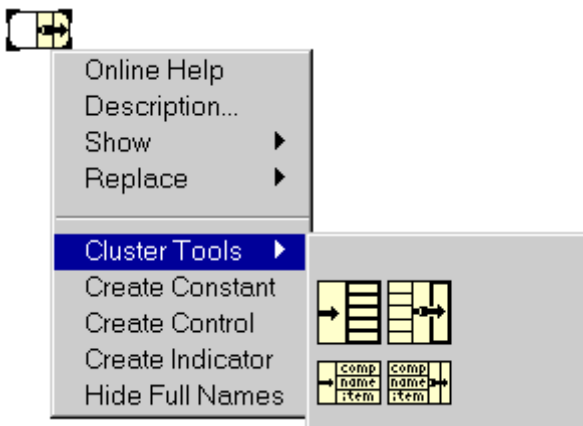 Online Help
Description...
Show
Replace
Cluster Tools
Create Constant
Create Control
Create Indicator
Hide Full Names
comp comp
name name
item item